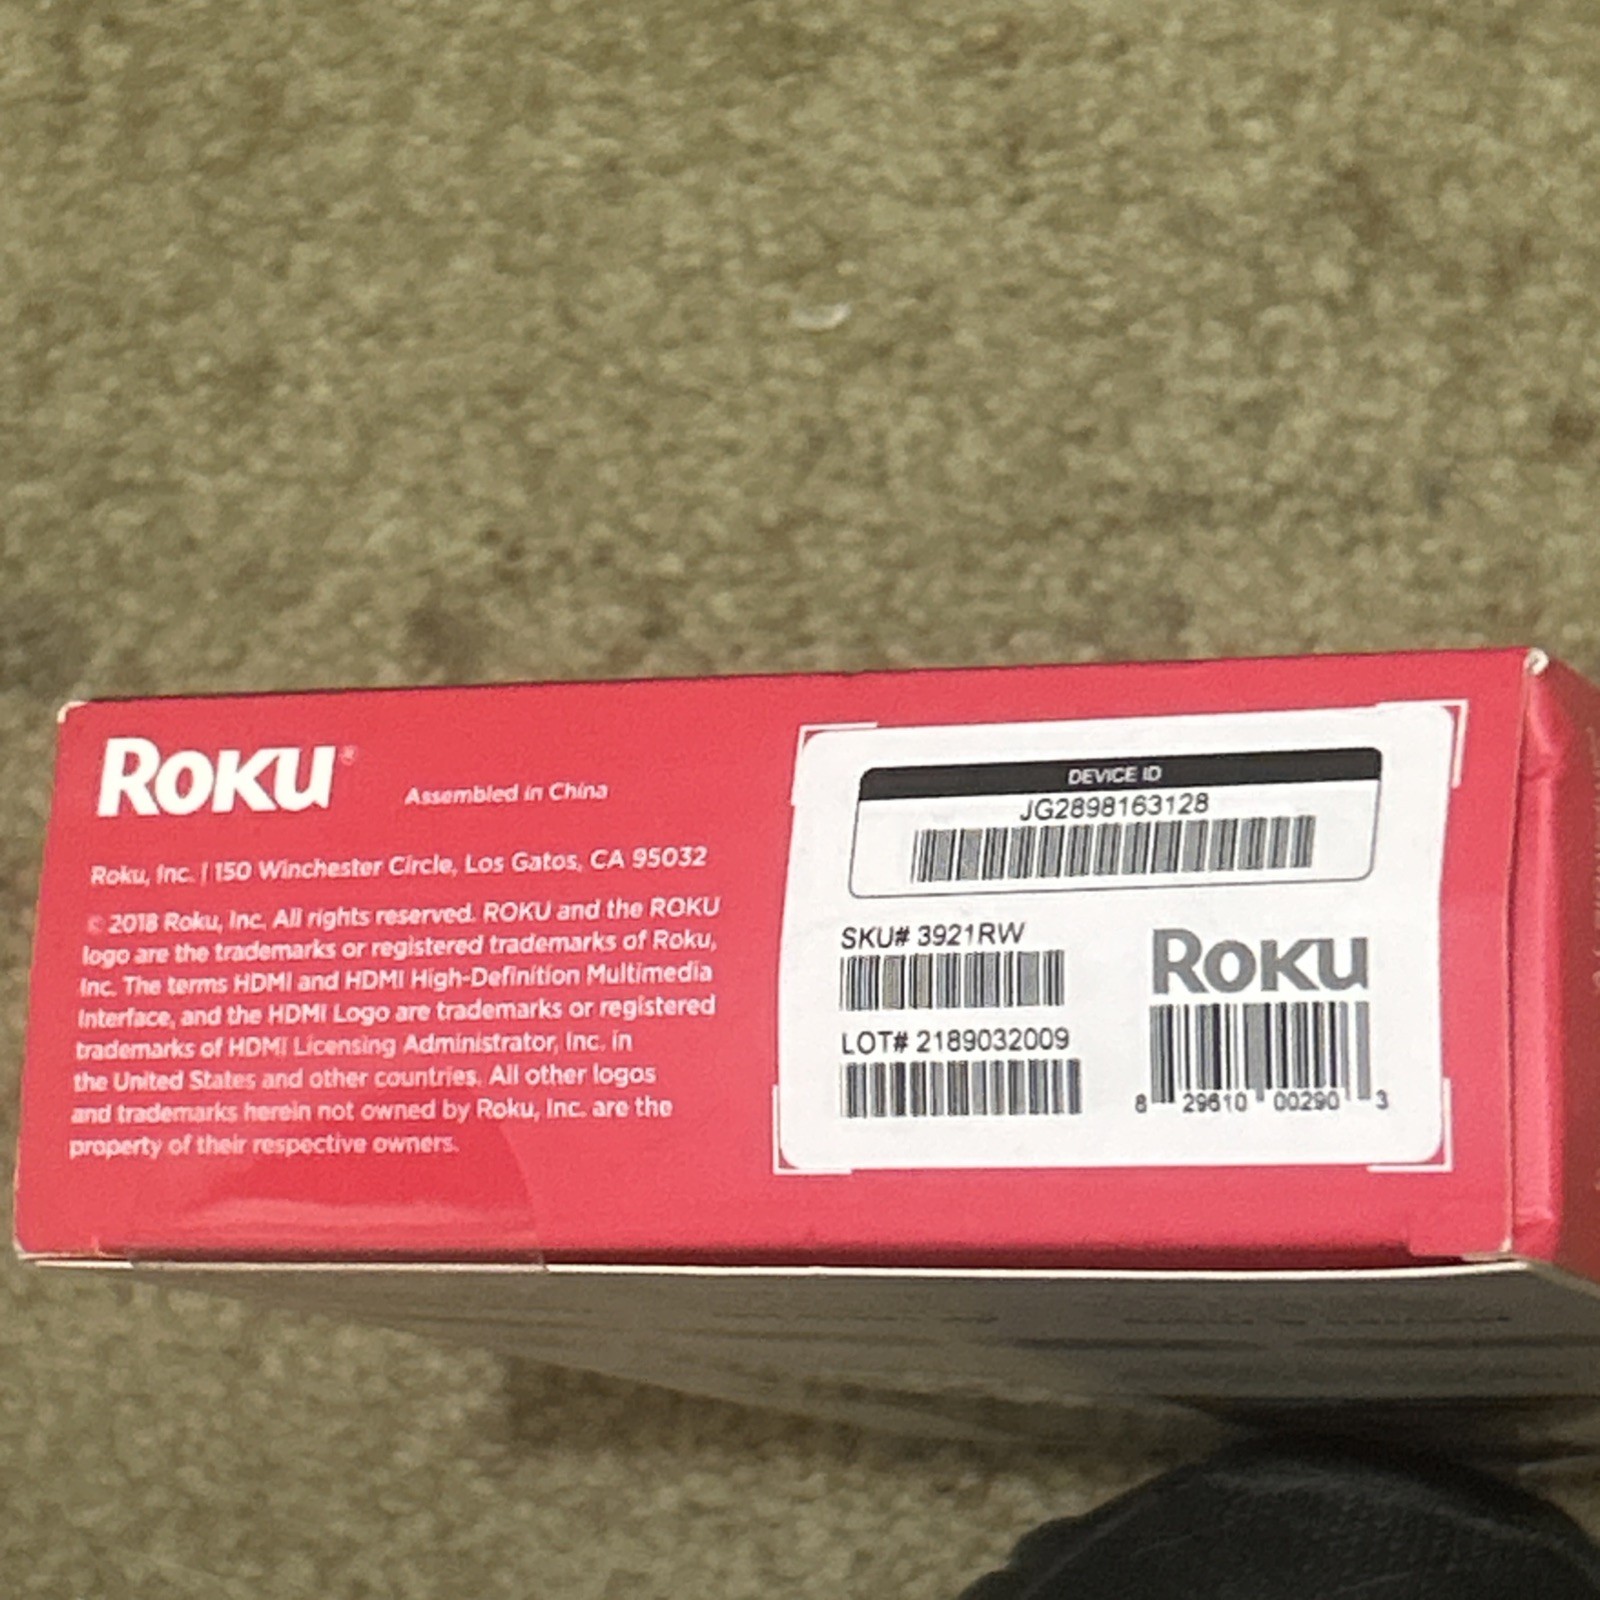 ROKU®
Assembled in China
Roku, Inc. | 150 Winchester Circle, Los Gatos, CA 95032
© 2018 Roku, Inc. All rights reserved. ROKU and the ROKU
logo are the trademarks or registered trademarks of Roku,
Inc. The terms HDMI and HDMI High-Definition Multimedia
Interface, and the HDMI Logo are trademarks or registered
trademarks of HDMI Licensing Administrator, Inc. in
the United States and other countries. All other logos
and trademarks herein not owned by Roku, Inc. are the
property of their respective owners.
DEVICE ID
JG2898163128
SKU# 3921RW
LOT# 2189032009
ROKU
8 29610 00290 3